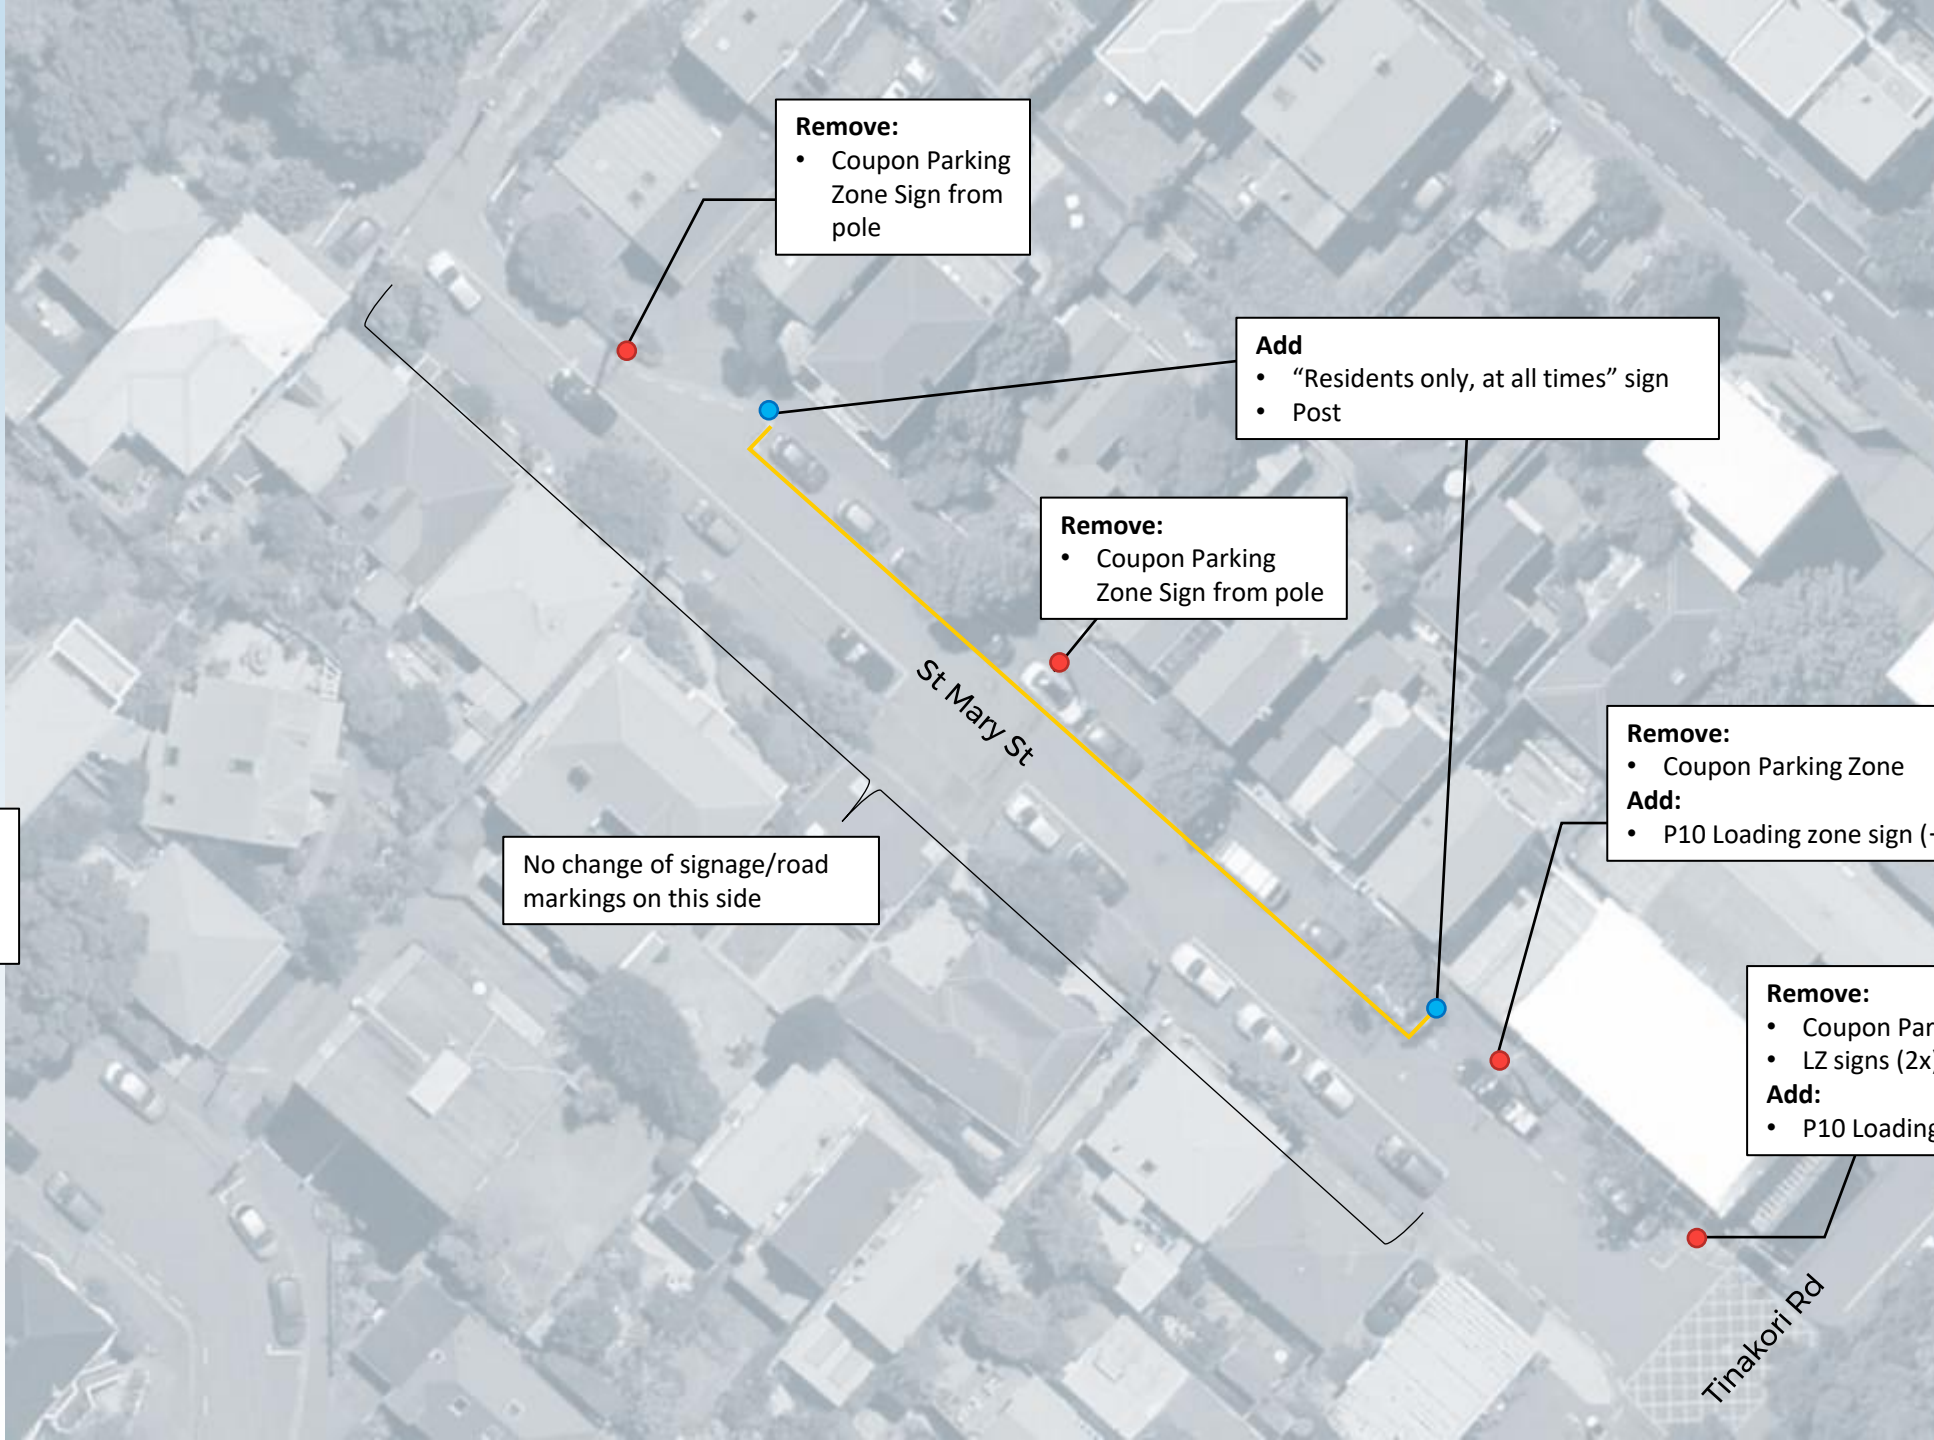 Remove:
• Coupon Parking
Zone Sign from
pole
Add
• “Residents only, at all times” sign
• Post
Remove:
• Coupon Parking
Zone Sign from pole
St Mary St
Remove:
• Coupon Parking Zone
Add:
• P10 Loading zone sign (
No change of signage/road
markings on this side
Remove:
• Coupon
• LZ signs (2x)
Add:
• P10 Loading
Tinakori Rd